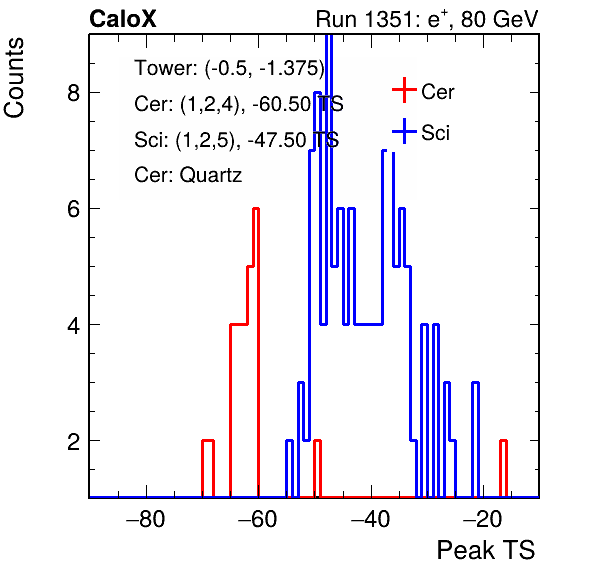 CaloX Run 1351: e⁺, 80 GeV
Counts
Tower: (-0.5, -1.375)
Cer: (1,2,4), -60.50 TS
Sci: (1,2,5), -47.50 TS
Cer: Quartz
Cer
Sci
8
6
4
2
−80 −60 −40 −20
Peak TS